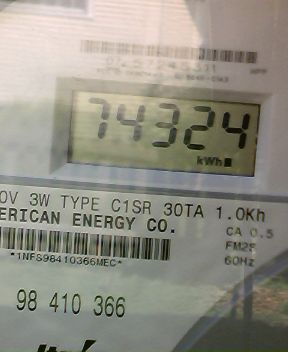 74324
kWh
0V 3W TYPE C1SR 30TA 1.0Kh
ERICAN ENERGY CO.
CA 0.5
FM2S
60Hz
*1NFS98410366MEC*
98 410 366